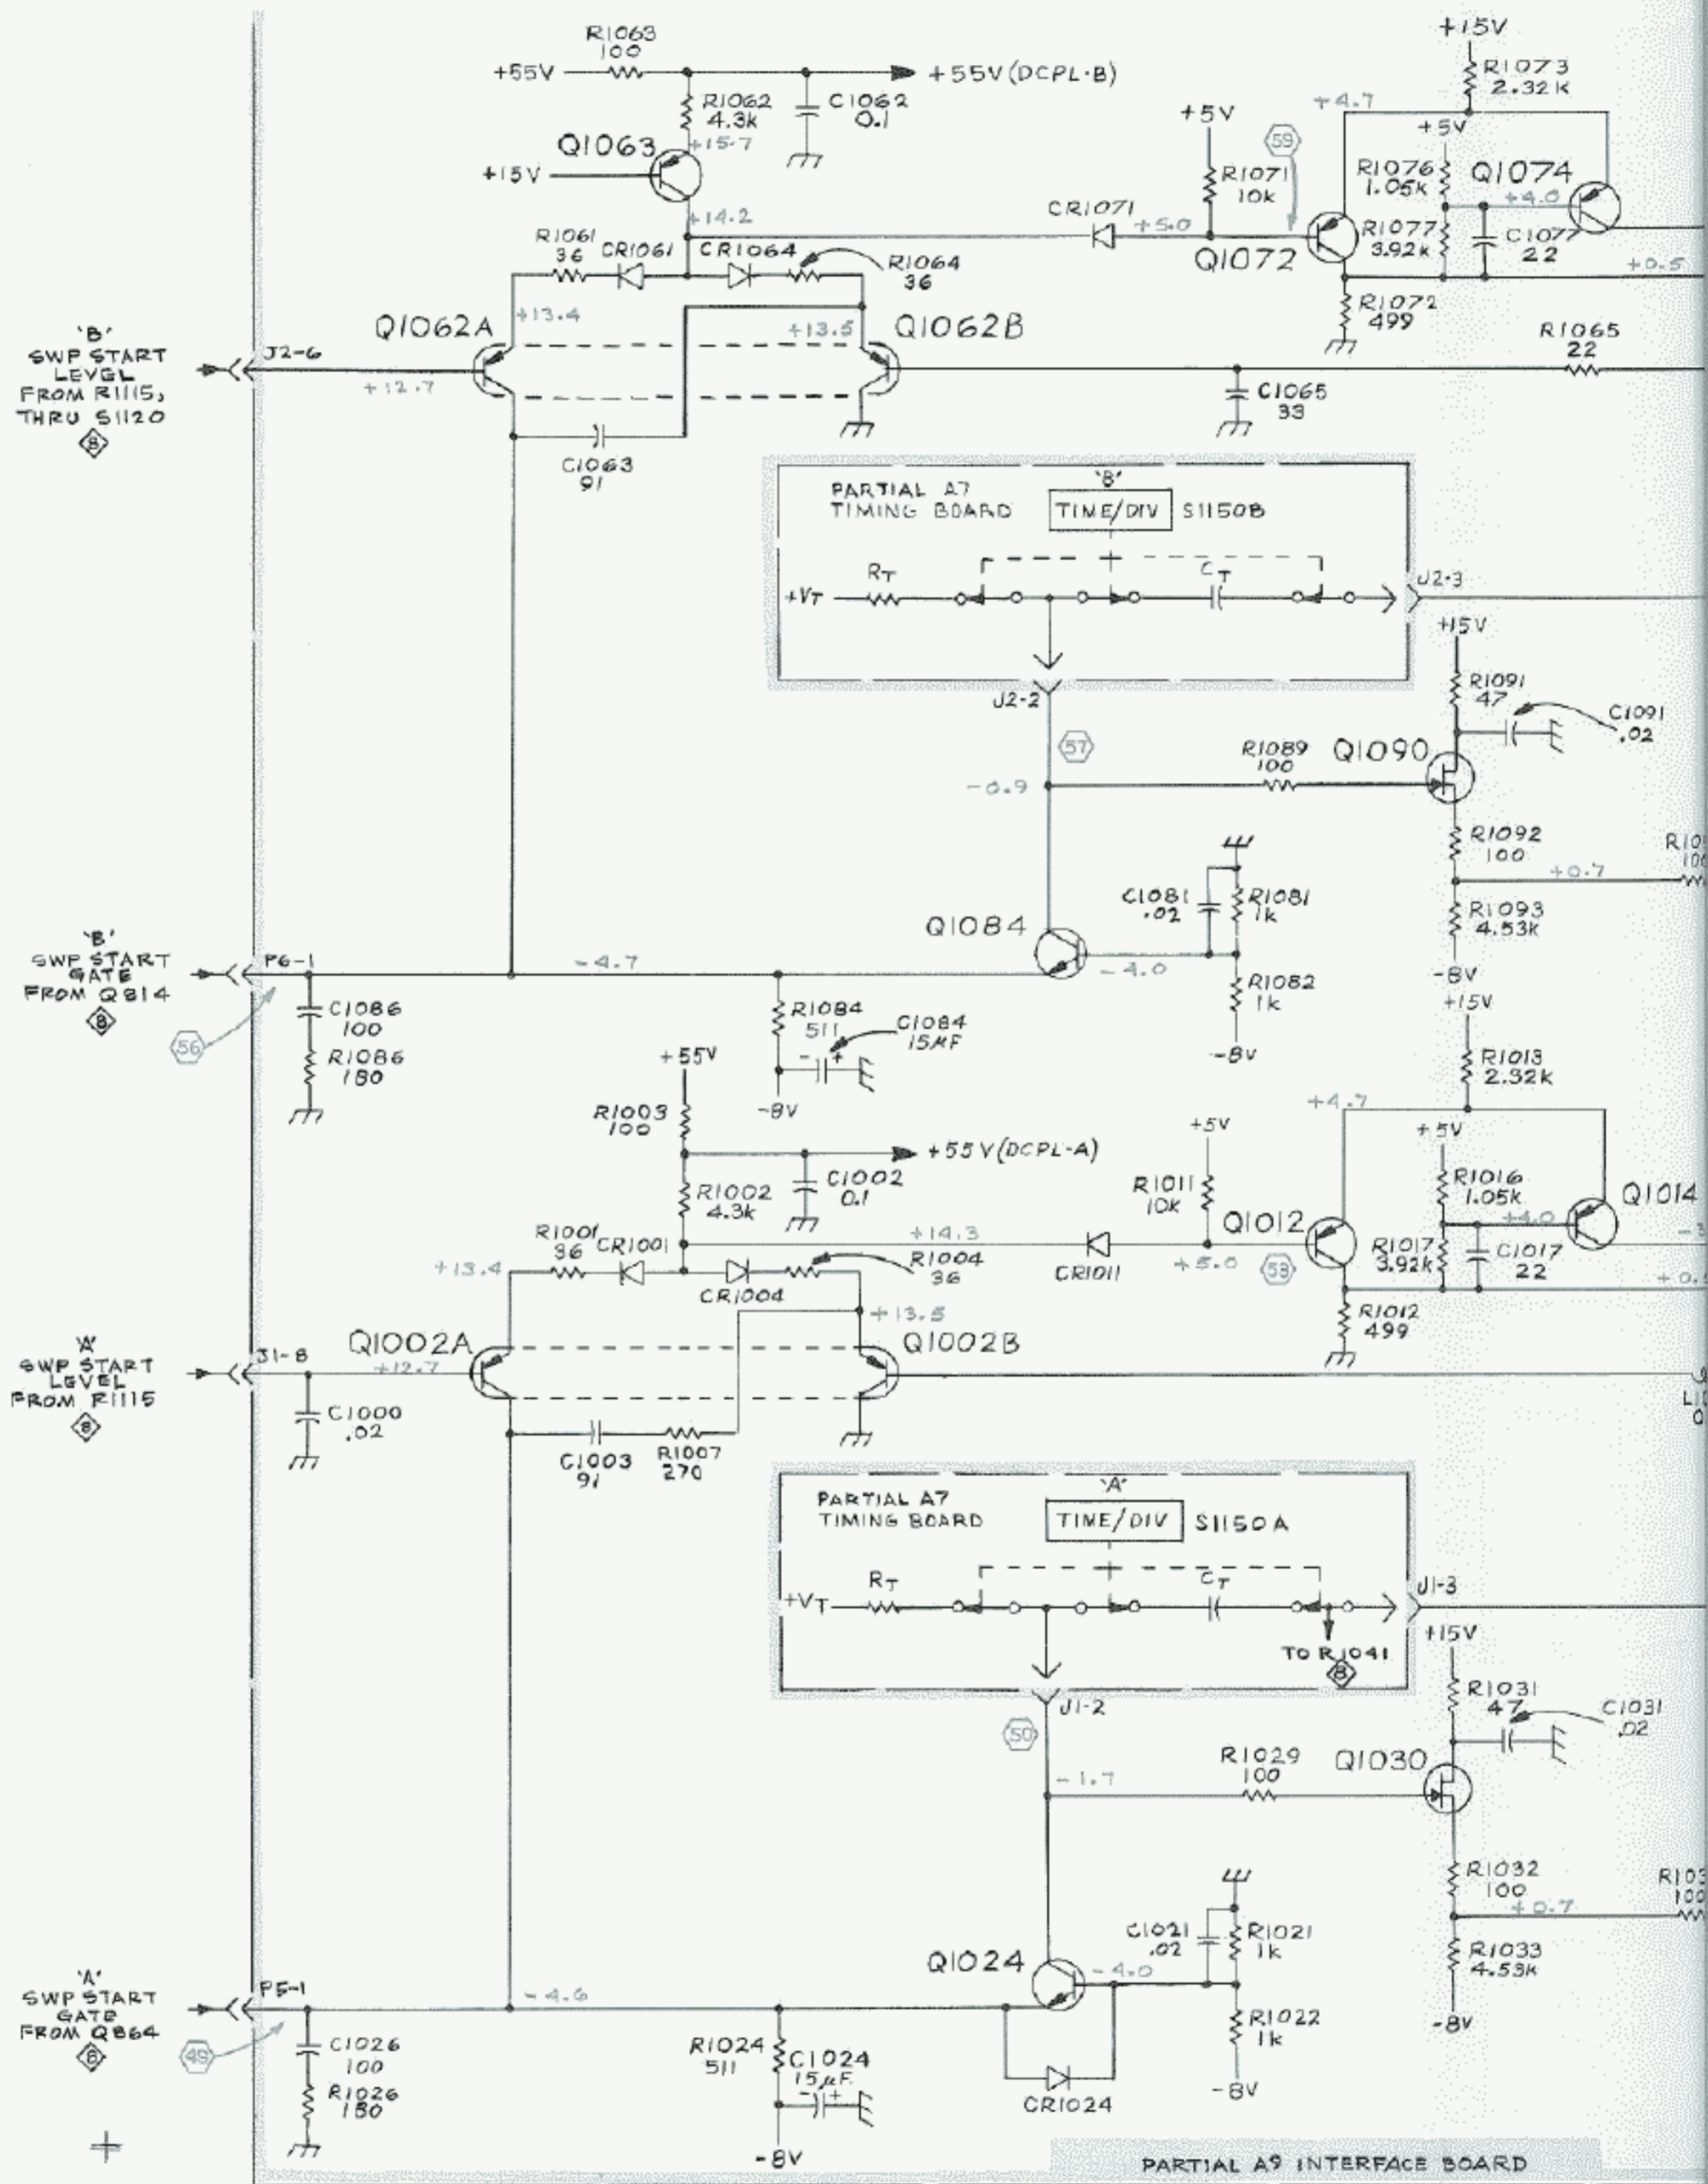 +15V
R1063
100
+55V
+55V (DCPL-B)
R1073
2.32K
R1062
4.3k
C1062
0.1
+4.7
+5V
+5V
59
Q1063
+15.7
+15V
R1071
10k
R1076
1.05K
Q1074
+4.0
+14.2
CR1071
+5.0
R1077
3.92K
C1077
22
R1061
36
CR1061
CR1064
R1064
36
Q1072
+0.5
R1072
499
Q1062A
+13.4
+13.5
Q1062B
R1065
22
'B'
SWP START
LEVEL
FROM R1115,
THRU S1120
8
J2-6
+12.7
C1065
33
C1063
91
PARTIAL A7
TIMING BOARD
'B'
TIME/DIV
S1150B
+VT
RT
CT
J2-3
+15V
J2-2
R1091
47
C1091
.02
57
R1089
100
Q1090
-0.9
R1092
100
+0.7
C1081
.02
R1081
1k
R1093
4.53K
Q1084
'B'
SWP START
GATE
FROM Q814
8
P6-1
-4.7
-4.0
-8V
+15V
R1082
1k
C1086
100
R1084
511
C1084
15µF
56
R1086
180
+55V
-8V
-8V
R1013
2.32K
R1003
100
+4.7
+5V
+5V
+55V (DCPL-A)
R1002
4.3k
C1002
0.1
R1011
10K
R1016
1.05K
Q1014
+4.0
Q1012
+14.3
R1001
36
CR1001
R1004
36
+13.4
CR1004
CR1011
+5.0
53
R1017
3.92K
C1017
22
+13.5
R1012
499
Q1002A
Q1002B
'A'
SWP START
LEVEL
FROM R1115
8
J1-8
+12.7
C1000
.02
C1003
91
R1007
270
PARTIAL A7
TIMING BOARD
'A'
TIME/DIV
S1150A
+VT
RT
CT
J1-3
TO R1041
8
+15V
J1-2
R1031
47
C1031
.02
50
R1029
100
Q1030
-1.7
R1032
100
+0.7
C1021
.02
R1021
1k
R1033
4.53K
Q1024
-4.0
'A'
SWP START
GATE
FROM Q864
8
P5-1
-4.6
-8V
49
C1026
100
R1024
511
C1024
15µF
R1022
1k
R1026
180
CR1024
-8V
-8V
PARTIAL A9 INTERFACE BOARD